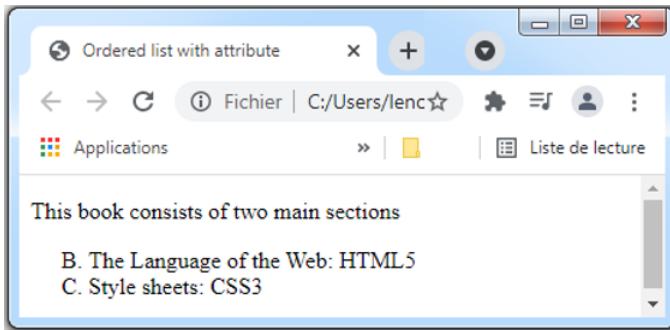 Ordered list with attribute
Fichier | C:/Users/lenc
Applications » Liste de lecture
This book consists of two main sections
B. The Language of the Web: HTML5
C. Style sheets: CSS3